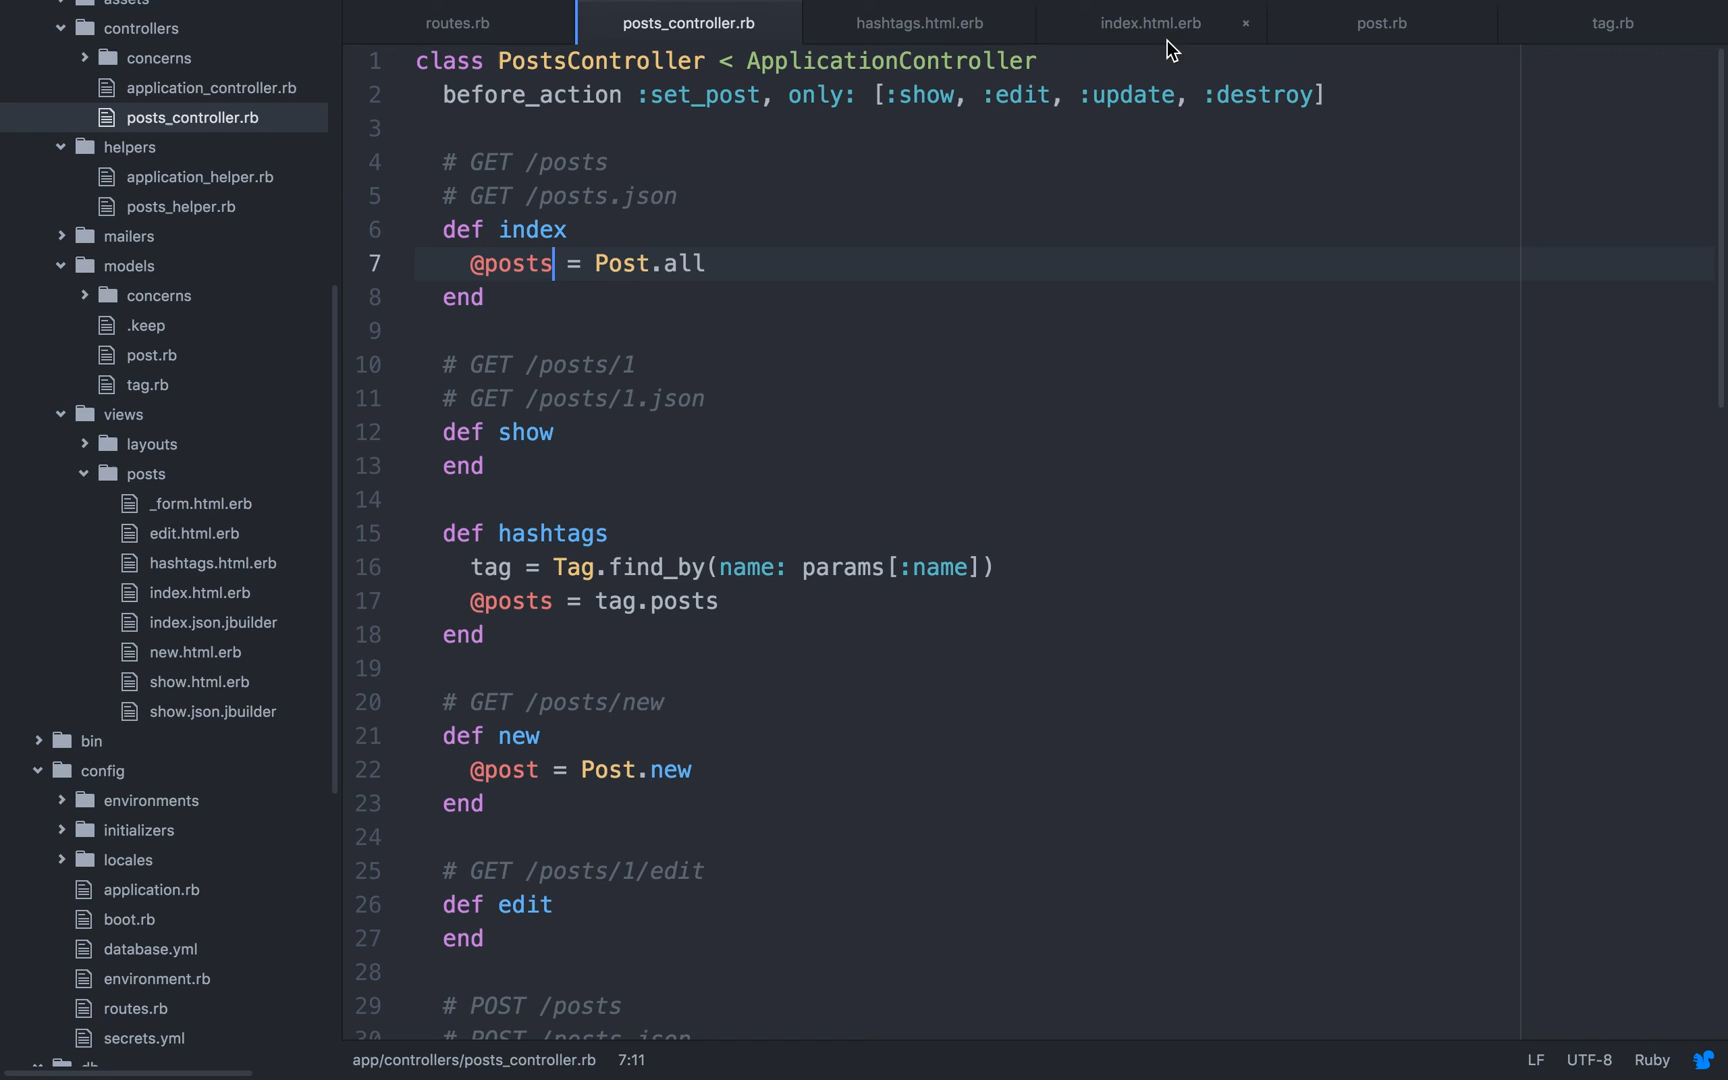 assets
controllers
concerns
application_controller.rb
posts_controller.rb
helpers
application_helper.rb
posts_helper.rb
mailers
models
concerns
.keep
post.rb
tag.rb
views
layouts
posts
_form.html.erb
edit.html.erb
hashtags.html.erb
index.html.erb
index.json.jbuilder
new.html.erb
show.html.erb
show.json.jbuilder
bin
config
environments
initializers
locales
application.rb
boot.rb
database.yml
environment.rb
routes.rb
secrets.yml
db
routes.rb posts_controller.rb hashtags.html.erb index.html.erb × post.rb tag.rb
1 class PostsController < ApplicationController
2 before_action :set_post, only: [:show, :edit, :update, :destroy]
3
4 # GET /posts
5 # GET /posts.json
6 def index
7 @posts = Post.all
8 end
9
10 # GET /posts/1
11 # GET /posts/1.json
12 def show
13 end
14
15 def hashtags
16 tag = Tag.find_by(name: params[:name])
17 @posts = tag.posts
18 end
19
20 # GET /posts/new
21 def new
22 @post = Post.new
23 end
24
25 # GET /posts/1/edit
26 def edit
27 end
28
29 # POST /posts
30 # POST /posts.json
app/controllers/posts_controller.rb 7:11 LF UTF-8 Ruby